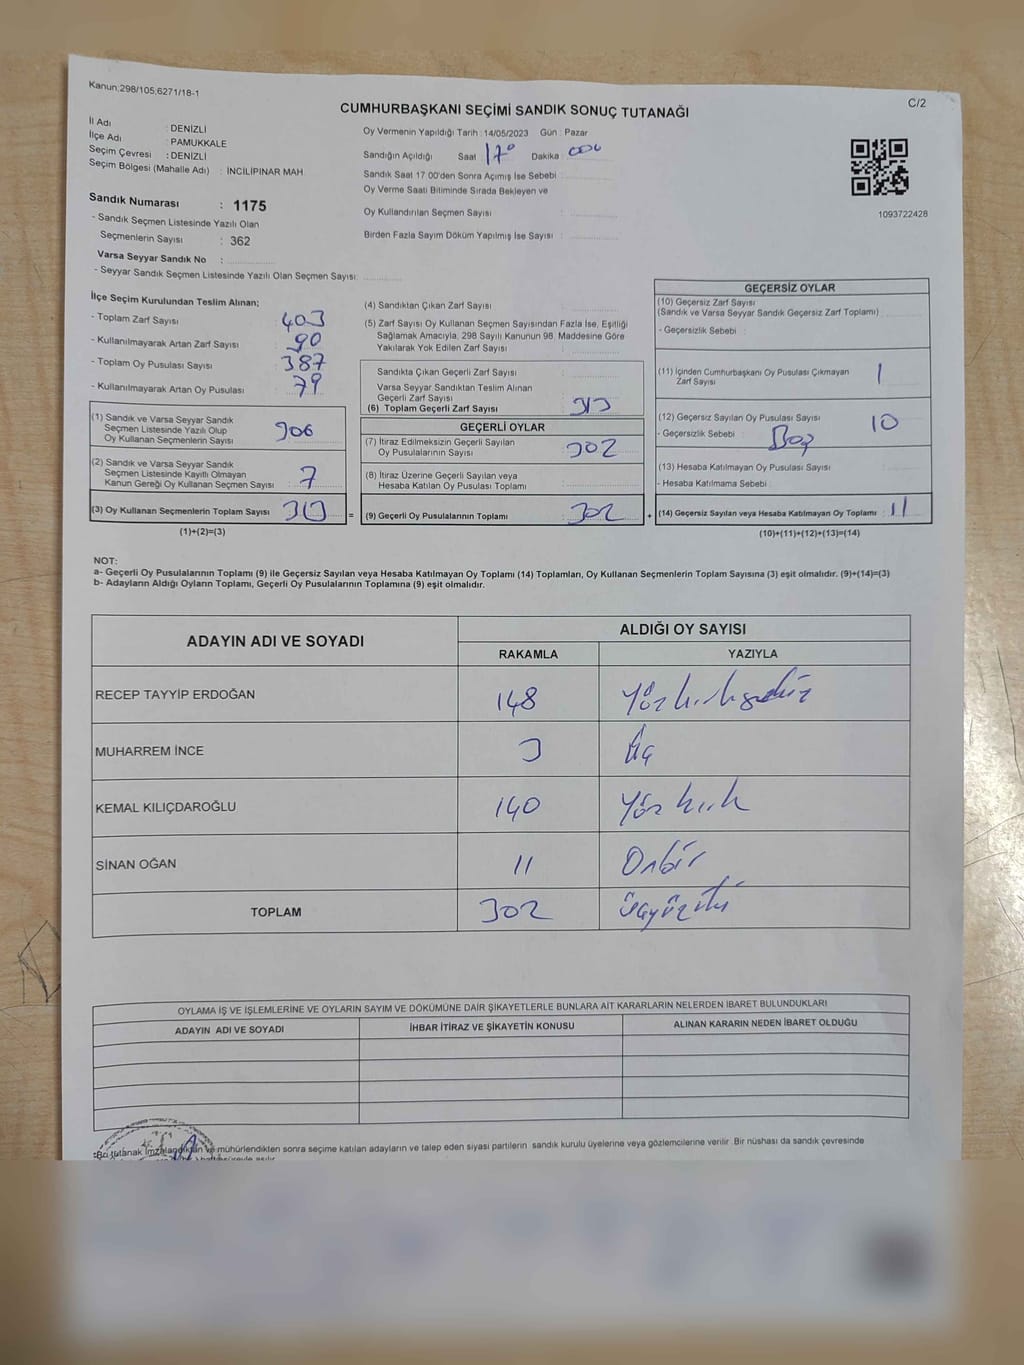 Kanun;298/105,6271/18-1
C/2
CUMHURBAŞKANI SEÇİMİ SANDIK SONUÇ TUTANAĞI
İl Adı : DENİZLİ
İlçe Adı : PAMUKKALE
Seçim Çevresi : DENİZLİ
Seçim Bölgesi (Mahalle Adı) : İNCİLİPINAR MAH.
Oy Vermenin Yapıldığı Tarih : 14/05/2023 Gün : Pazar
Sandığın Açıldığı Saat 17⁰ Dakika
Sandık Saat 17.00'den Sonra Açımış İse Sebebi :
Oy Verme Saati Bitiminde Sırada Bekleyen ve
Oy Kullandırılan Seçmen Sayısı :
Birden Fazla Sayım Döküm Yapılmış İse Sayısı :
1093722428
Sandık Numarası : 1175
- Sandık Seçmen Listesinde Yazılı Olan
Seçmenlerin Sayısı : 362
Varsa Seyyar Sandık No :
- Seyyar Sandık Seçmen Listesinde Yazılı Olan Seçmen Sayısı:
İlçe Seçim Kurulundan Teslim Alınan;
- Toplam Zarf Sayısı : 403
- Kullanılmayarak Artan Zarf Sayısı : 90
- Toplam Oy Pusulası Sayısı : 387
- Kullanılmayarak Artan Oy Pusulası : 79
(1) Sandık ve Varsa Seyyar Sandık
Seçmen Listesinde Yazılı Olup
Oy Kullanan Seçmenlerin Sayısı 306
(2) Sandık ve Varsa Seyyar Sandık
Seçmen Listesinde Kayıtlı Olmayan
Kanun Gereği Oy Kullanan Seçmen Sayısı : 7
(3) Oy Kullanan Seçmenlerin Toplam Sayısı : 313 =
(1)+(2)=(3)
(4) Sandıktan Çıkan Zarf Sayısı :
(5) Zarf Sayısı Oy Kullanan Seçmen Sayısından Fazla İse, Eşitliği
Sağlamak Amacıyla, 298 Sayılı Kanunun 98. Maddesine Göre
Yakılarak Yok Edilen Zarf Sayısı :
Sandıkta Çıkan Geçerli Zarf Sayısı :
Varsa Seyyar Sandıktan Teslim Alınan
Geçerli Zarf Sayısı :
(6) Toplam Geçerli Zarf Sayısı : 313
GEÇERLİ OYLAR
(7) İtiraz Edilmeksizin Geçerli Sayılan
Oy Pusulalarının Sayısı : 302
(8) İtiraz Üzerine Geçerli Sayılan veya
Hesaba Katılan Oy Pusulası Toplamı :
(9) Geçerli Oy Pusulalarının Toplamı : 302 +
GEÇERSİZ OYLAR
(10) Geçersiz Zarf Sayısı
(Sandık ve Varsa Seyyar Sandık Geçersiz Zarf Toplamı) :
- Geçersizlik Sebebi :
(11) İçinden Cumhurbaşkanı Oy Pusulası Çıkmayan
Zarf Sayısı : 1
(12) Geçersiz Sayılan Oy Pusulası Sayısı : 10
- Geçersizlik Sebebi : Boş
(13) Hesaba Katılmayan Oy Pusulası Sayısı :
- Hesaba Katılmama Sebebi :
(14) Geçersiz Sayılan veya Hesaba Katılmayan Oy Toplamı : 11
(10)+(11)+(12)+(13)=(14)
NOT:
a- Geçerli Oy Pusulalarının Toplamı (9) ile Geçersiz Sayılan veya Hesaba Katılmayan Oy Toplamı (14) Toplamları, Oy Kullanan Seçmenlerin Toplam Sayısına (3) eşit olmalıdır. (9)+(14)=(3)
b- Adayların Aldığı Oyların Toplamı, Geçerli Oy Pusulalarının Toplamına (9) eşit olmalıdır.
ADAYIN ADI VE SOYADI ALDIĞI OY SAYISI
RAKAMLA YAZIYLA
RECEP TAYYİP ERDOĞAN 148 Yüzkırksekiz
MUHARREM İNCE 3 Üç
KEMAL KILIÇDAROĞLU 140 Yüzkırk
SİNAN OĞAN 11 Onbir
TOPLAM 302 üçyüziki
OYLAMA İŞ VE İŞLEMLERİNE VE OYLARIN SAYIM VE DÖKÜMÜNE DAİR ŞİKAYETLERLE BUNLARA AİT KARARLARIN NELERDEN İBARET BULUNDUKLARI
ADAYIN ADI VE SOYADI İHBAR İTİRAZ VE ŞİKAYETİN KONUSU ALINAN KARARIN NEDEN İBARET OLDUĞU
Bu tutanak İmzalandıktan ve mühürlendikten sonra seçime katılan adayların ve talep eden siyasi partilerin sandık kurulu üyelerine veya gözlemcilerine verilir. Bir nüshası da sandık çevresinde